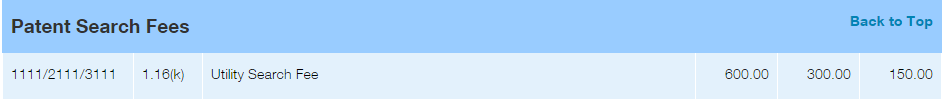 Patent Search Fees Back to Top
1111/2111/3111 1.16(k) Utility Search Fee 600.00 300.00 150.00